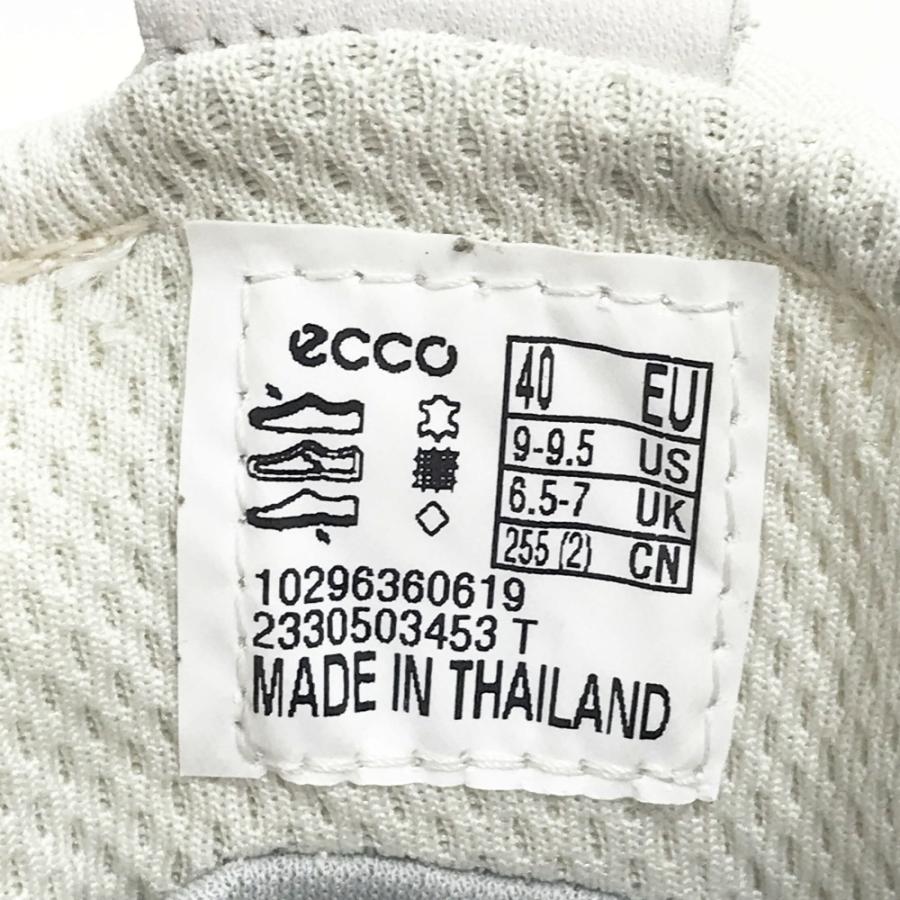 ecco
40 EU
9-9.5 US
6.5-7 UK
255 (2) CN
10296360619
2330503453 T
MADE IN THAILAND